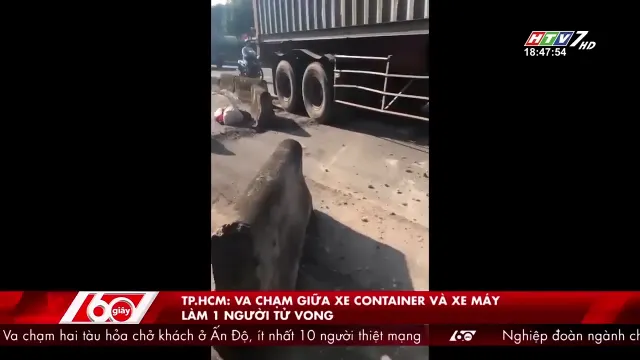 HTV7HD
18:47:54
60 giây
TP.HCM: VA CHẠM GIỮA XE CONTAINER VÀ XE MÁY
LÀM 1 NGƯỜI TỬ VONG
Va chạm hai tàu hỏa chở khách ở Ấn Độ, ít nhất 10 người thiệt mạng 60 Nghiệp đoàn ngành ch